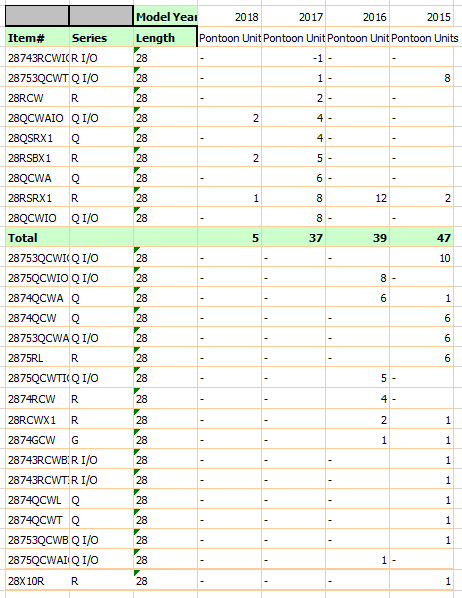 Model Year 2018 2017 2016 2015
Item# Series Length Pontoon Unit Pontoon Unit Pontoon Unit Pontoon Units
28743RCWI R I/O 28 - -1 - -
28753QCWT Q I/O 28 - 1 - 8
28RCW R 28 - 2 - -
28QCWAIO Q I/O 28 2 4 - -
28QSRX1 Q 28 - 4 - -
28RSBX1 R 28 2 5 - -
28QCWA Q 28 - 6 - -
28RSRX1 R 28 1 8 12 2
28QCWIO Q I/O 28 - 8 - -
Total 5 37 39 47
28753QCWI Q I/O 28 - - - 10
2875QCWIO Q I/O 28 - - 8 -
2874QCWA Q 28 - - 6 1
2874QCW Q 28 - - - 6
28753QCWA Q I/O 28 - - - 6
2875RL R 28 - - - 6
2875QCWTI Q I/O 28 - - 5 -
2874RCW R 28 - - 4 -
28RCWX1 R 28 - - 2 1
2874GCW G 28 - - 1 1
28743RCWB R I/O 28 - - - 1
28743RCWT R I/O 28 - - - 1
2874QCWL Q 28 - - - 1
2874QCWT Q 28 - - - 1
28753QCWB Q I/O 28 - - - 1
2875QCWAI Q I/O 28 - - 1 -
28X10R R 28 - - - 1